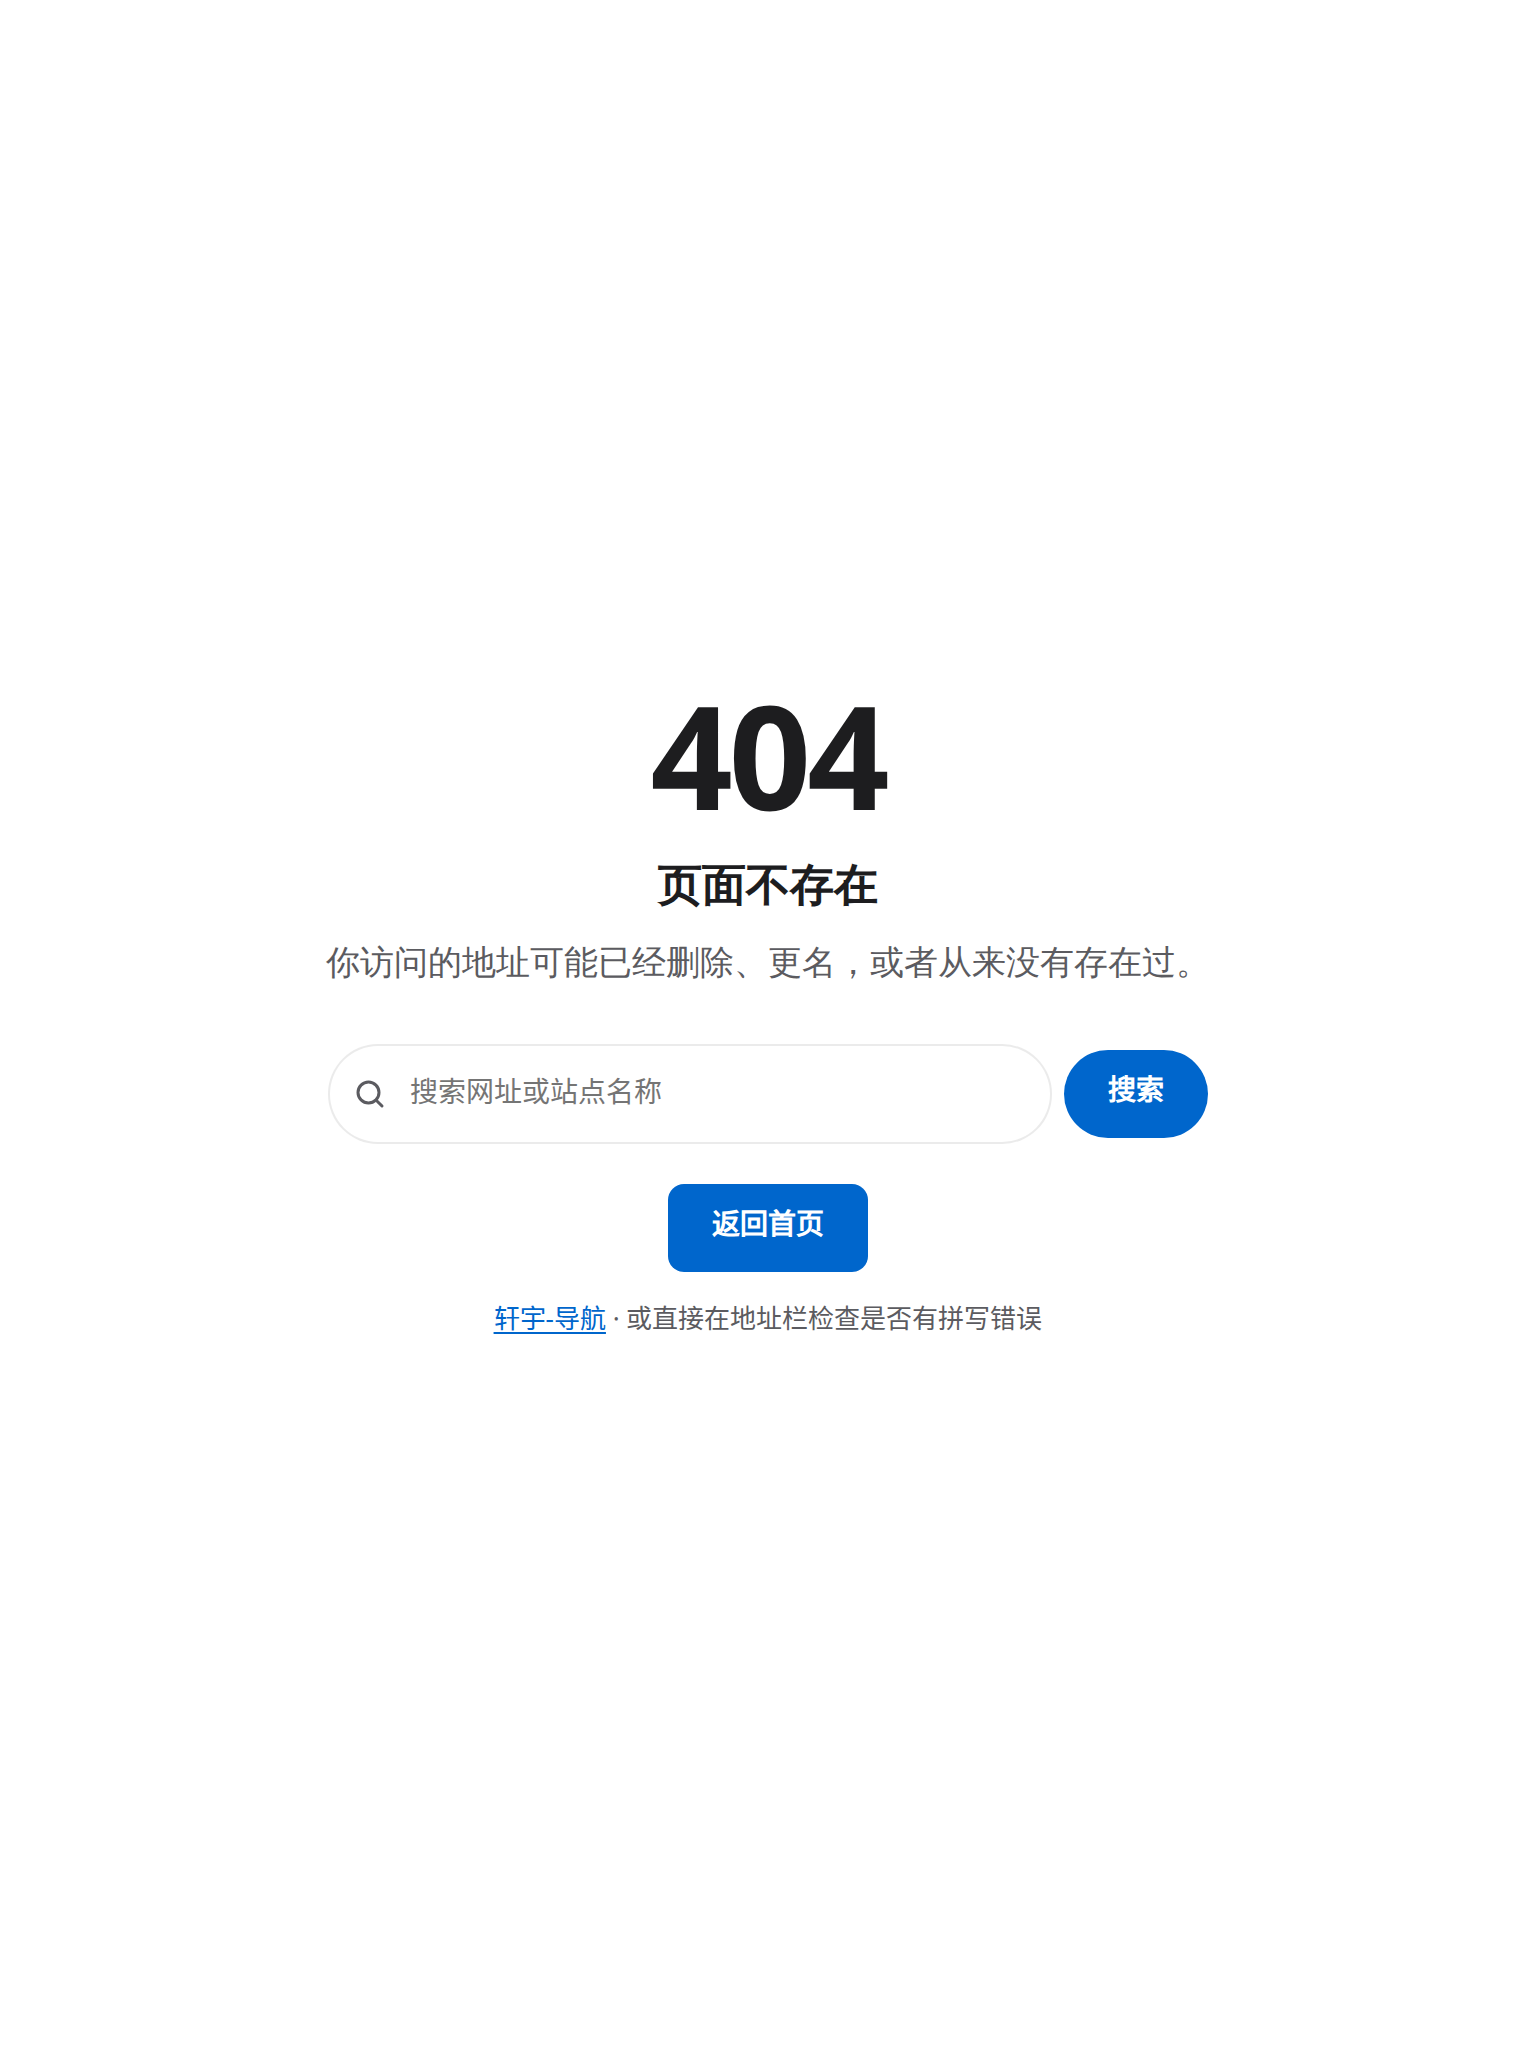 404
页面不存在
你访问的地址可能已经删除、更名，或者从来没有存在过。
搜索网址或站点名称
搜索
返回首页
轩宇-导航 · 或直接在地址栏检查是否有拼写错误